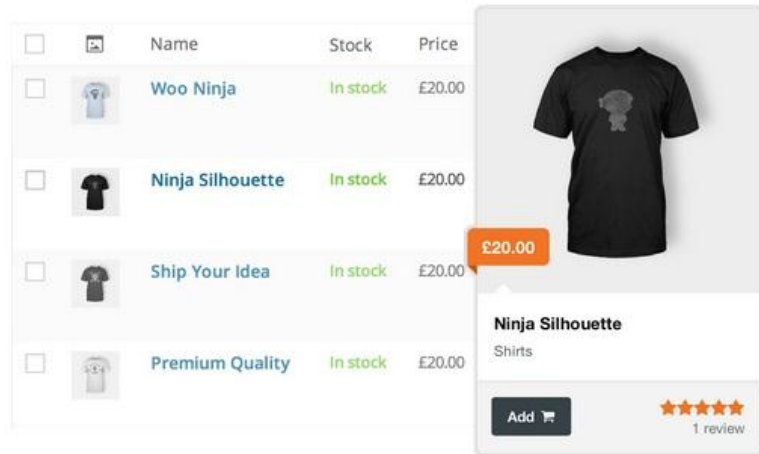 Name Stock Price
Woo Ninja In stock £20.00
Ninja Silhouette In stock £20.00
Ship Your Idea In stock £20.00
Premium Quality In stock £20.00
£20.00
Ninja Silhouette
Shirts
Add
1 review